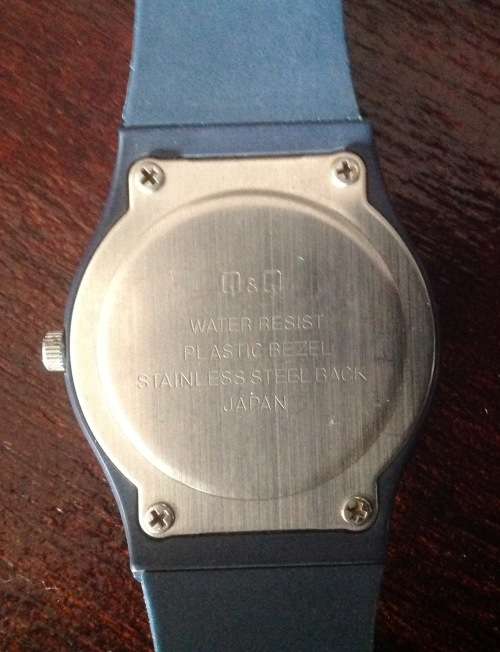 Q&Q
WATER RESIST
PLASTIC BEZEL
STAINLESS STEEL BACK
JAPAN